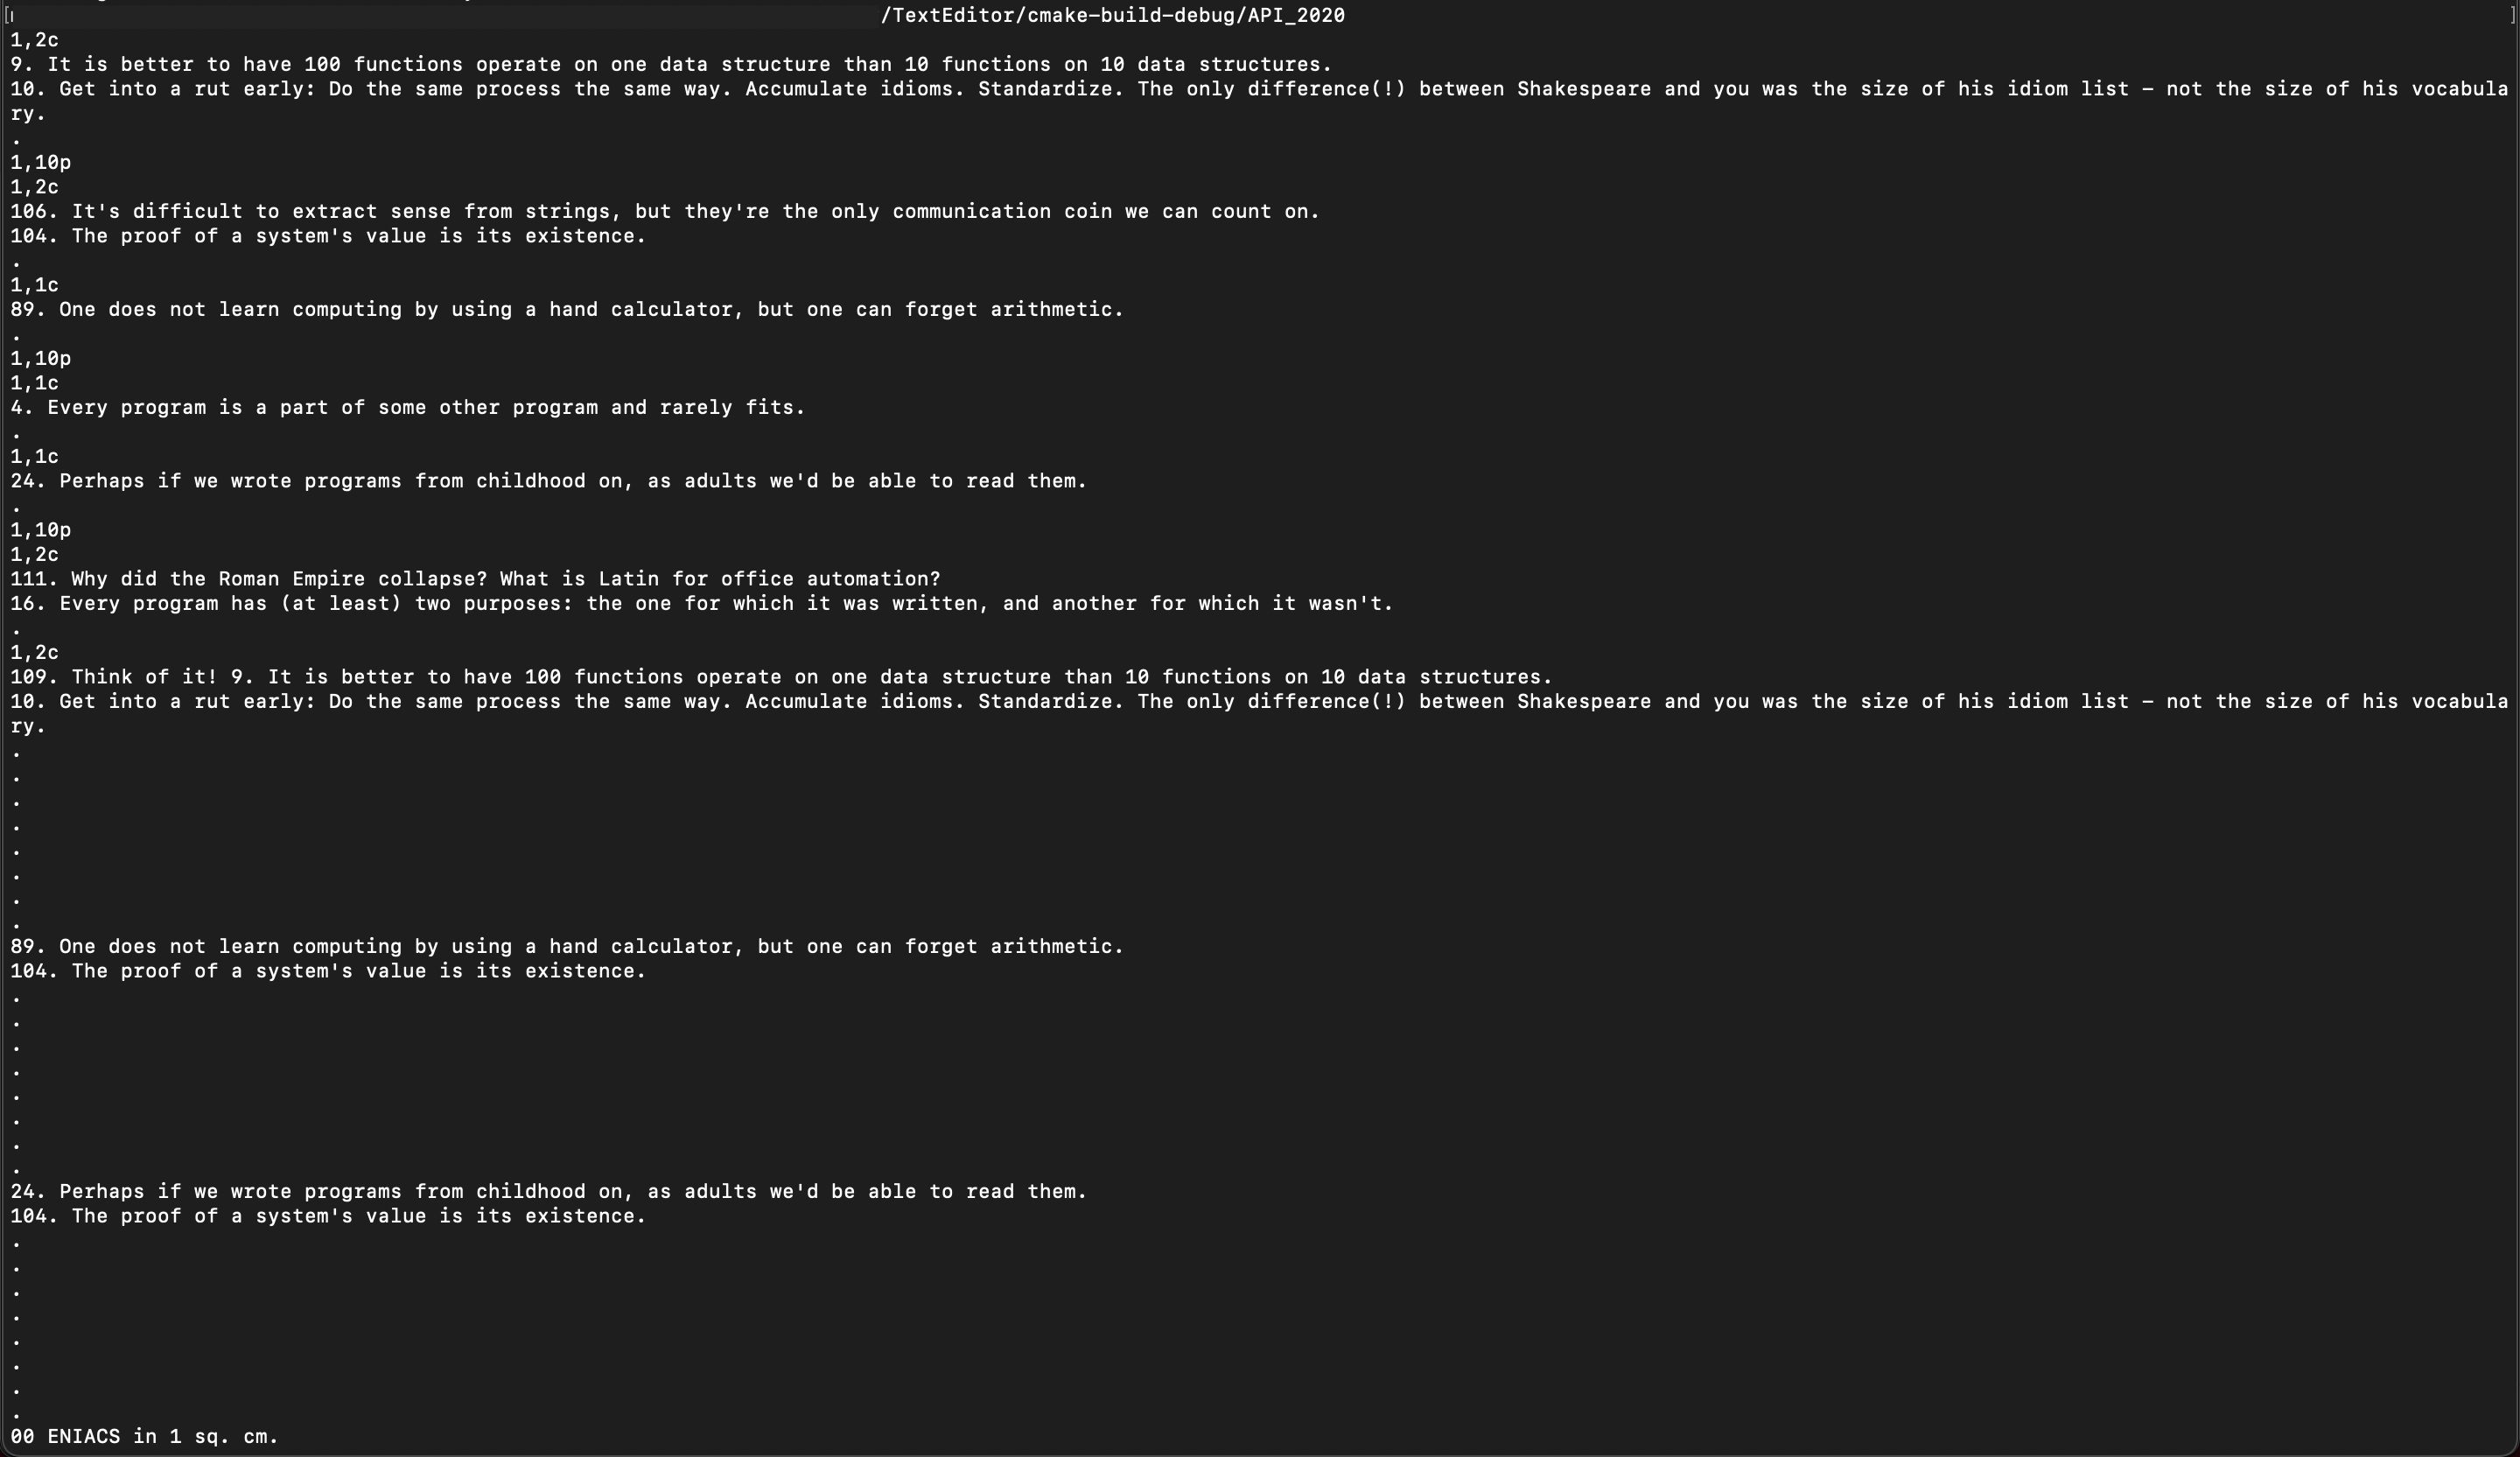 /TextEditor/cmake-build-debug/API_2020
1,2c
9. It is better to have 100 functions operate on one data structure than 10 functions on 10 data structures.
10. Get into a rut early: Do the same process the same way. Accumulate idioms. Standardize. The only difference(!) between Shakespeare and you was the size of his idiom list - not the size of his vocabula
ry.
.
1,10p
1,2c
106. It's difficult to extract sense from strings, but they're the only communication coin we can count on.
104. The proof of a system's value is its existence.
.
1,1c
89. One does not learn computing by using a hand calculator, but one can forget arithmetic.
.
1,10p
1,1c
4. Every program is a part of some other program and rarely fits.
.
1,1c
24. Perhaps if we wrote programs from childhood on, as adults we'd be able to read them.
.
1,10p
1,2c
111. Why did the Roman Empire collapse? What is Latin for office automation?
16. Every program has (at least) two purposes: the one for which it was written, and another for which it wasn't.
.
1,2c
109. Think of it! 9. It is better to have 100 functions operate on one data structure than 10 functions on 10 data structures.
10. Get into a rut early: Do the same process the same way. Accumulate idioms. Standardize. The only difference(!) between Shakespeare and you was the size of his idiom list - not the size of his vocabula
ry.
.
.
.
.
.
.
.
.
89. One does not learn computing by using a hand calculator, but one can forget arithmetic.
104. The proof of a system's value is its existence.
.
.
.
.
.
.
.
.
24. Perhaps if we wrote programs from childhood on, as adults we'd be able to read them.
104. The proof of a system's value is its existence.
.
.
.
.
.
.
.
.
00 ENIACS in 1 sq. cm.